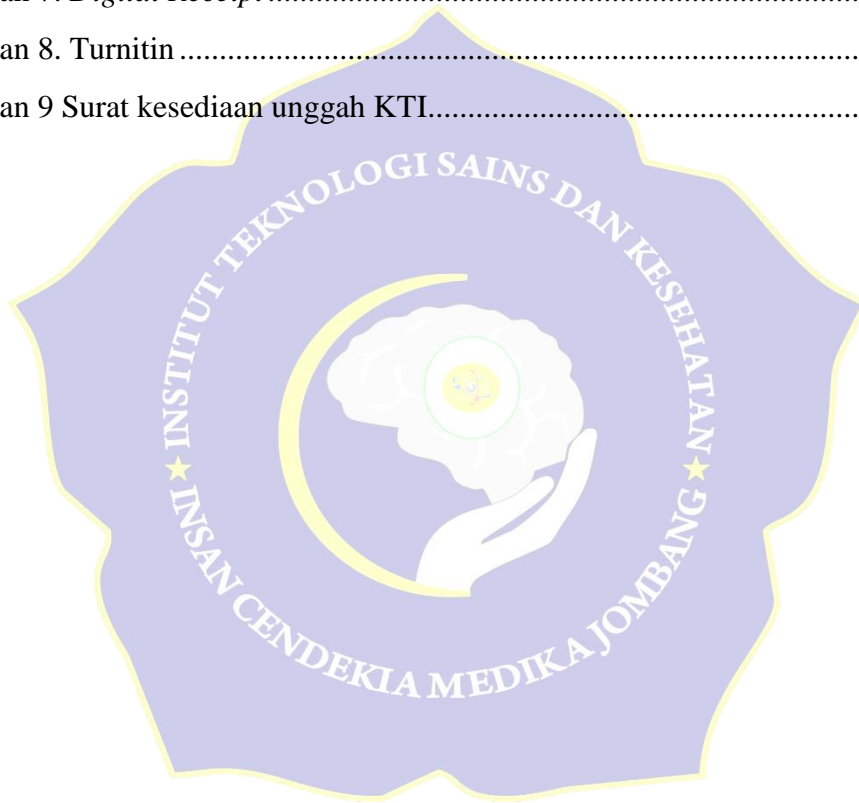 an 7. Digital Receipt ........................................................................
an 8. Turnitin ....................................................................................
an 9 Surat kesediaan unggah KTI.....................................................
INSTITUT TEKNOLOGI SAINS DAN KESEHATAN
INSAN CENDEKIA MEDIKA JOMBANG